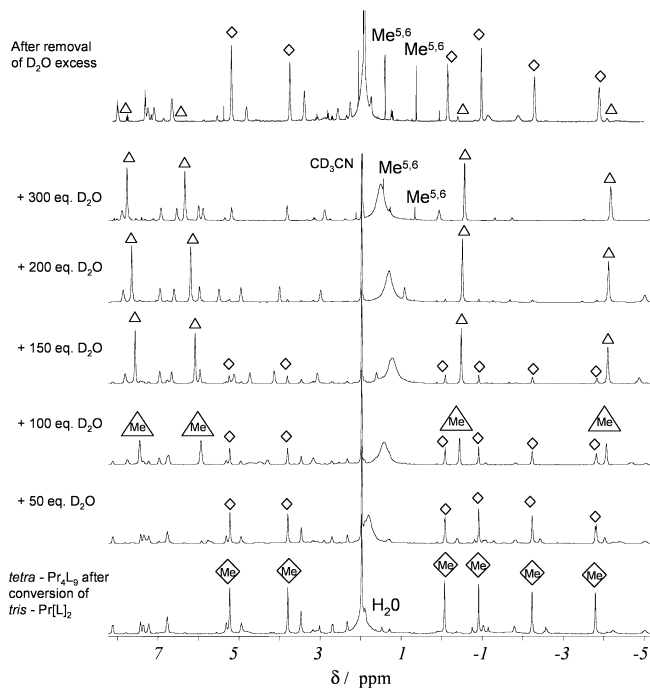 After removal
of D₂O excess
Me⁵,⁶
Me⁵,⁶
CD₃CN
Me⁵,⁶
Me⁵,⁶
+ 300 eq. D₂O
+ 200 eq. D₂O
+ 150 eq. D₂O
+ 100 eq. D₂O
Me
Me
Me
Me
+ 50 eq. D₂O
tetra - Pr₄L₉ after
conversion of
tris - Pr[L]₂
Me
Me
Me
Me
Me
Me
H₂0
7 5 3 1 -1 -3 -5
δ / ppm